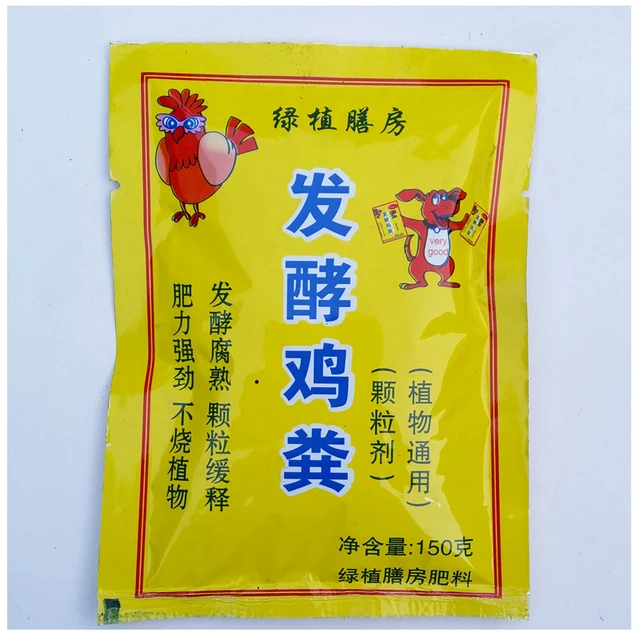 绿植膳房
发酵鸡粪
very
good
(植物通用)
(颗粒剂)
发酵腐熟 颗粒缓释
肥力强劲 不烧植物
净含量:150克
绿植膳房肥料